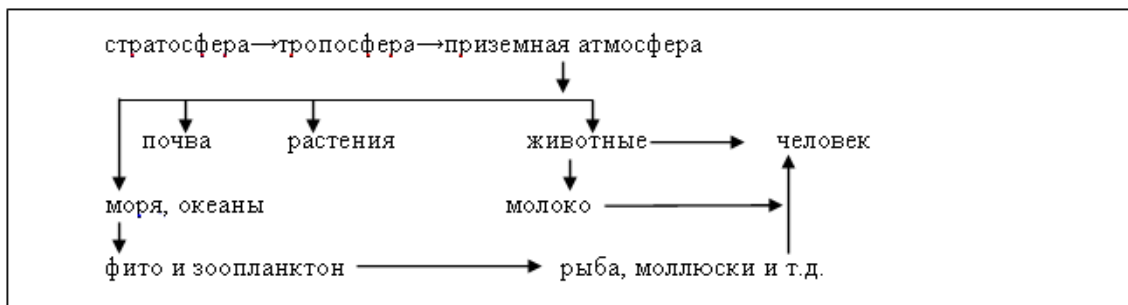 стратосфера→тропосфера→приземная атмосфера
почва растения животные человек
моря, океаны молоко
фито и зоопланктон рыба, моллюски и т.д.